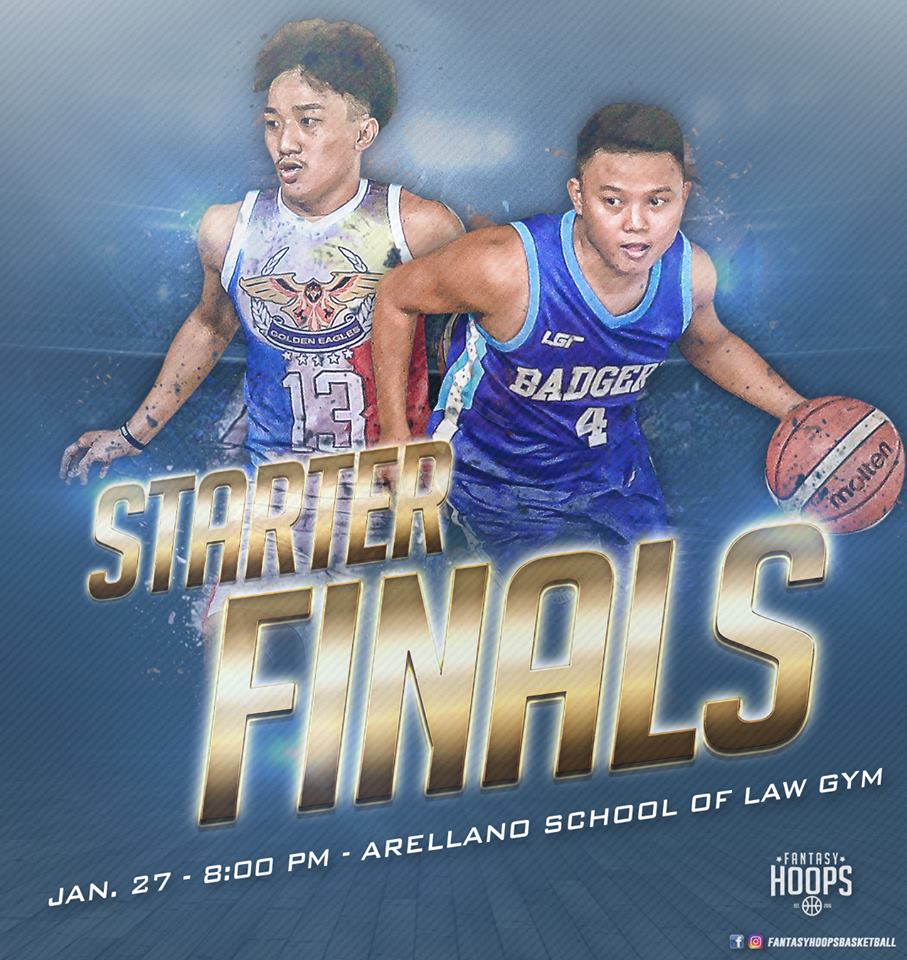 GOLDEN EAGLES
13
LGR
BADGER
4
molten
STARTER
FINALS
JAN. 27 - 8:00 PM - ARELLANO SCHOOL OF LAW GYM
FANTASY
HOOPS
FANTASYHOOPSBASKETBALL